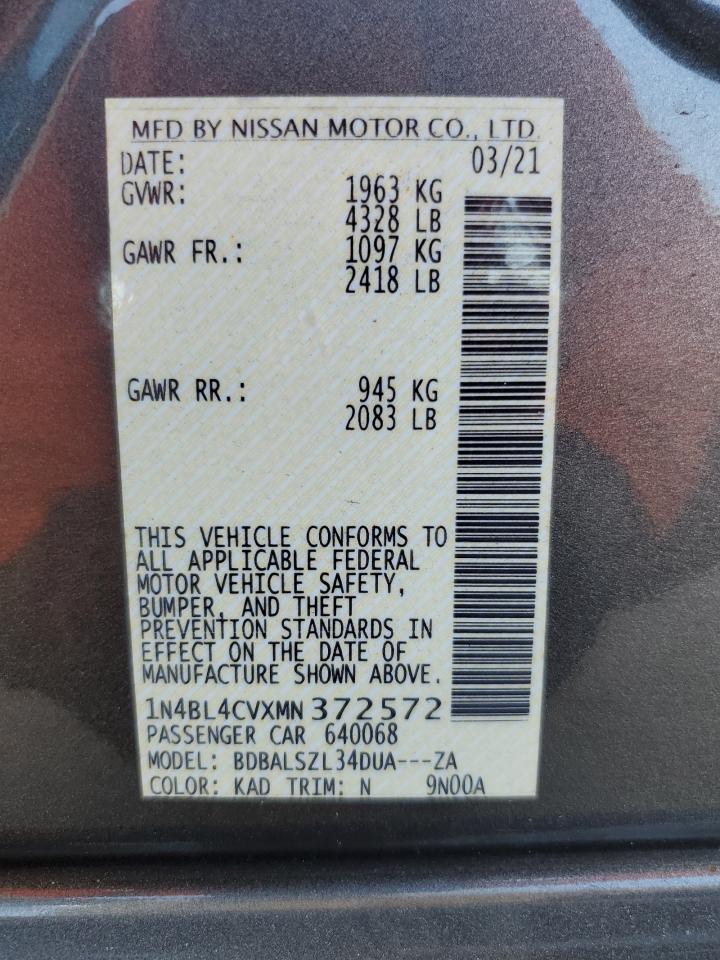 MFD BY NISSAN MOTOR CO., LTD.
DATE: 03/21
GVWR: 1963 KG
4328 LB
GAWR FR.: 1097 KG
2418 LB
GAWR RR.: 945 KG
2083 LB
THIS VEHICLE CONFORMS TO
ALL APPLICABLE FEDERAL
MOTOR VEHICLE SAFETY,
BUMPER, AND THEFT
PREVENTION STANDARDS IN
EFFECT ON THE DATE OF
MANUFACTURE SHOWN ABOVE.
1N4BL4CVXMN372572
PASSENGER CAR 640068
MODEL: BDBALSZL34DUA---ZA
COLOR: KAD TRIM: N 9N00A